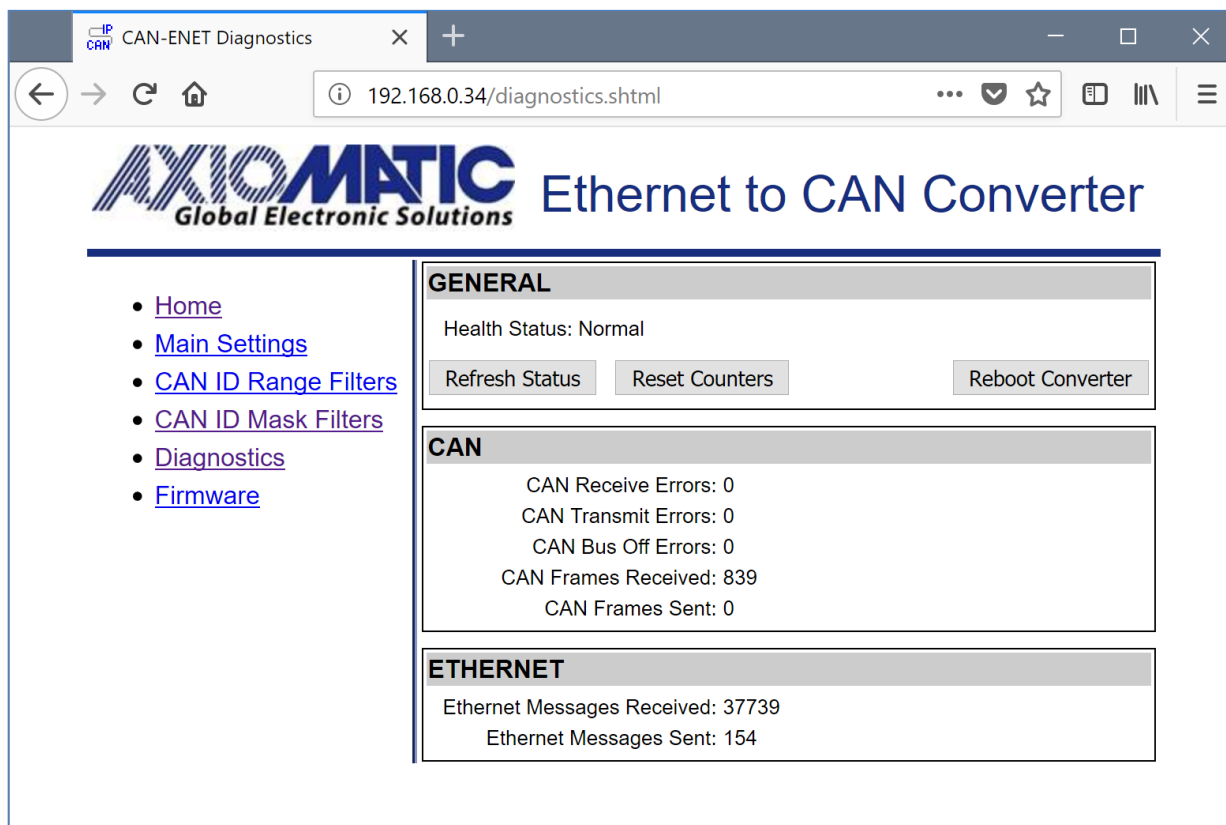 IP
CAN
CAN-ENET Diagnostics
192.168.0.34/diagnostics.shtml
AXIOMATIC
Global Electronic Solutions
Ethernet to CAN Converter
Home
Main Settings
CAN ID Range Filters
CAN ID Mask Filters
Diagnostics
Firmware
GENERAL
Health Status: Normal
Refresh Status Reset Counters Reboot Converter
CAN
CAN Receive Errors: 0
CAN Transmit Errors: 0
CAN Bus Off Errors: 0
CAN Frames Received: 839
CAN Frames Sent: 0
ETHERNET
Ethernet Messages Received: 37739
Ethernet Messages Sent: 154